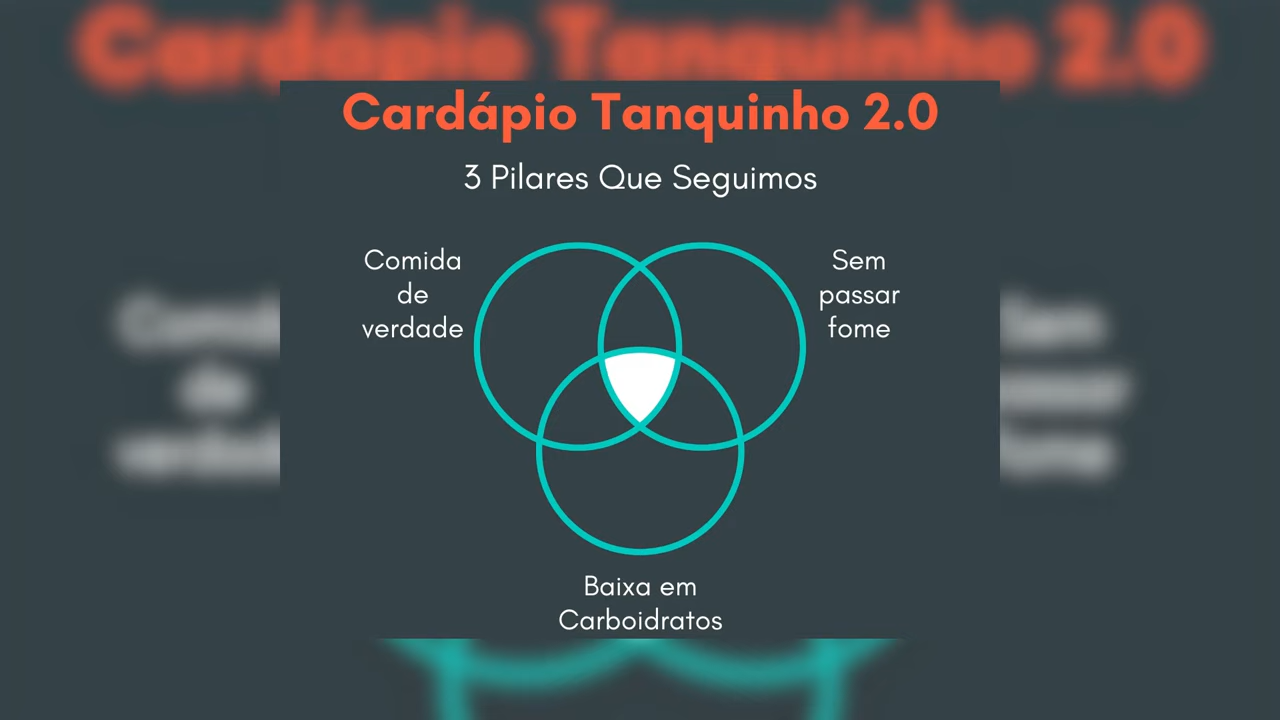 Cardápio Tanquinho 2.0
3 Pilares Que Seguimos
Comida
de
verdade
Sem
passar
fome
Baixa em
Carboidratos